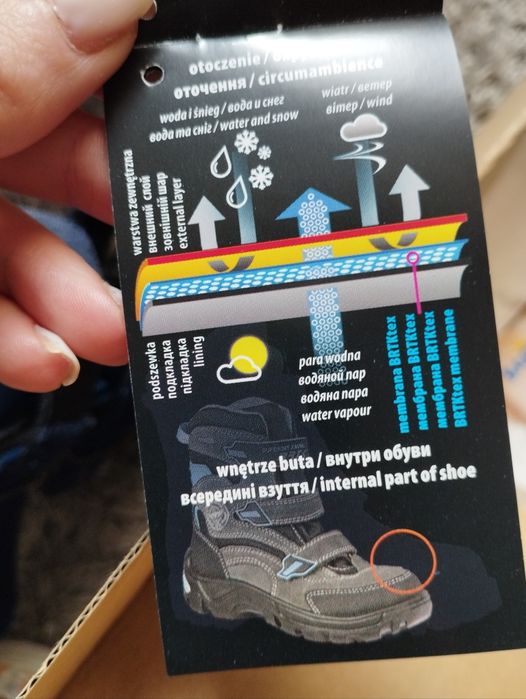 otoczenie /
оточення / circumambience
woda i śnieg / вода и снег
вода та сніг / water and snow
wiatr / ветер
вітер / wind
warstwa zewnętrzna
внешний слой
зовнішній шар
external layer
podszewka
подкладка
підкладка
lining
para wodna
водяной пар
водяна пара
water vapour
membrana BRTKtex
мембрана BRTKtex
мембрана BRTKtex
BRTKtex membrane
wnętrze buta / внутри обуви
всередині взуття / internal part of shoe